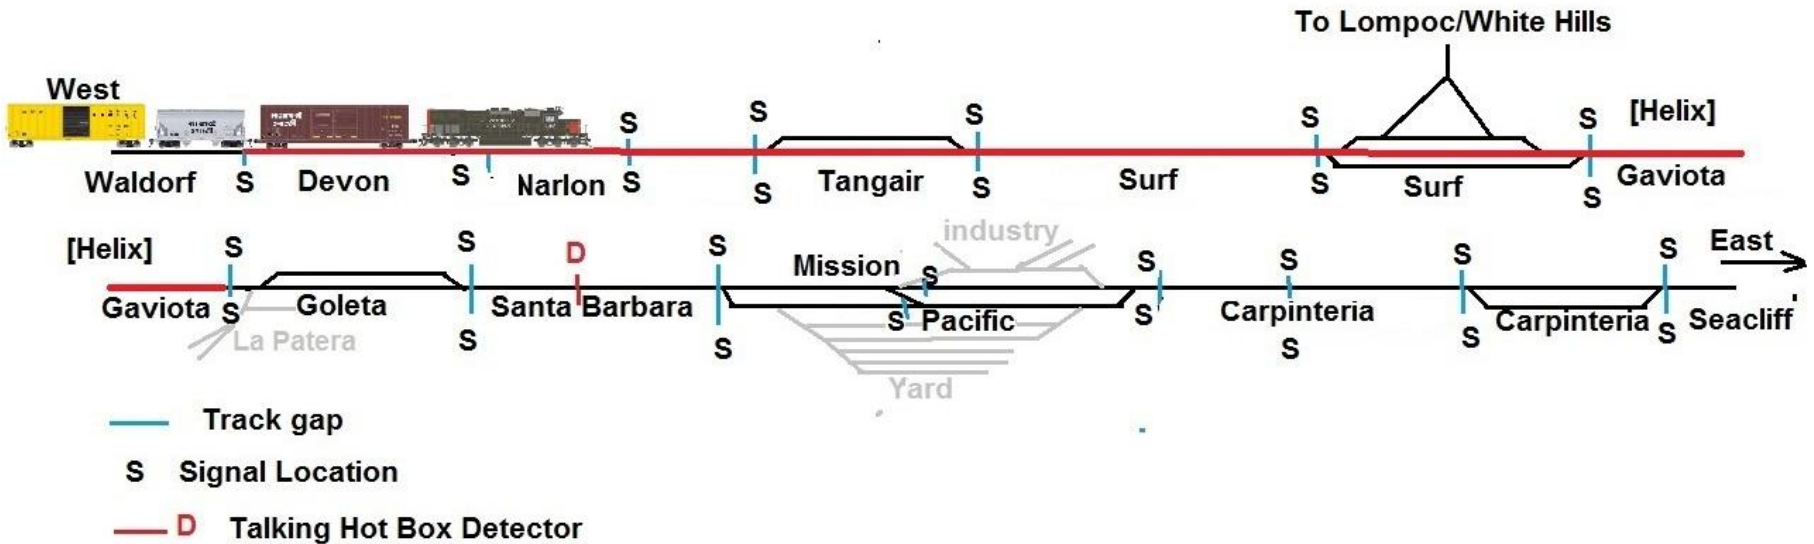 To Lompoc/White Hills
West
S S S S S [Helix]
Waldorf S Devon S Narlon S S Tangair S Surf S Surf S Gaviota
[Helix] S S D S industry S S S S East
Mission S
Gaviota S Goleta Santa Barbara S Pacific S Carpinteria Carpinteria Seacliff
La Patera S S S S S
Yard
Track gap
S Signal Location
D Talking Hot Box Detector